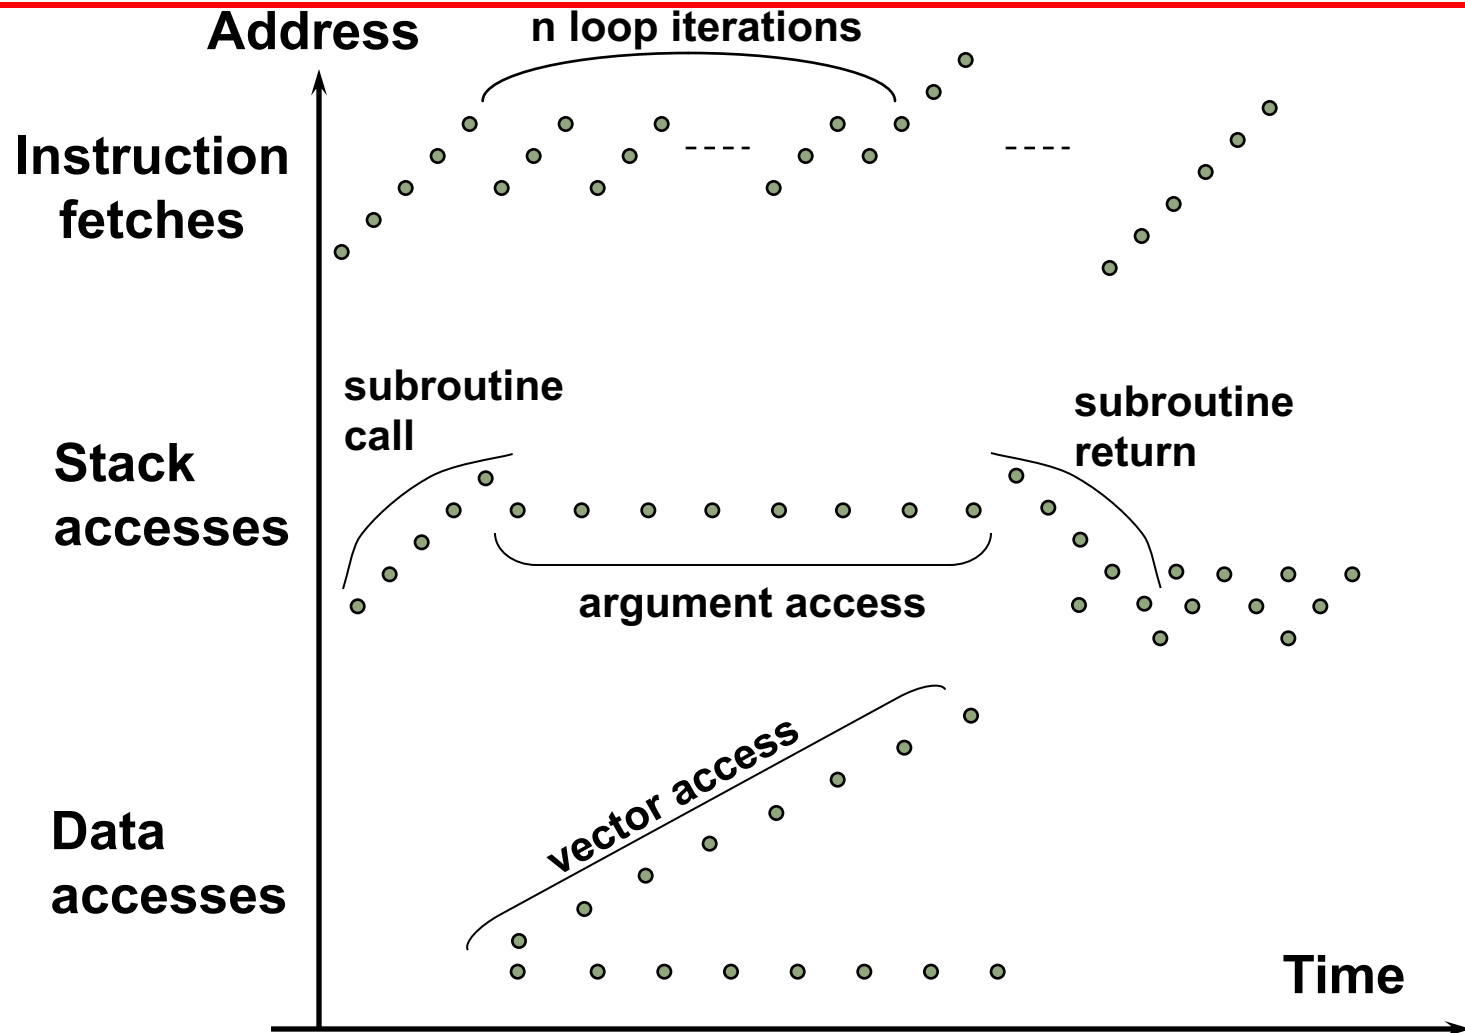 Address
n loop iterations
Instruction
fetches
subroutine
call
subroutine
return
Stack
accesses
argument access
vector access
Data
accesses
Time